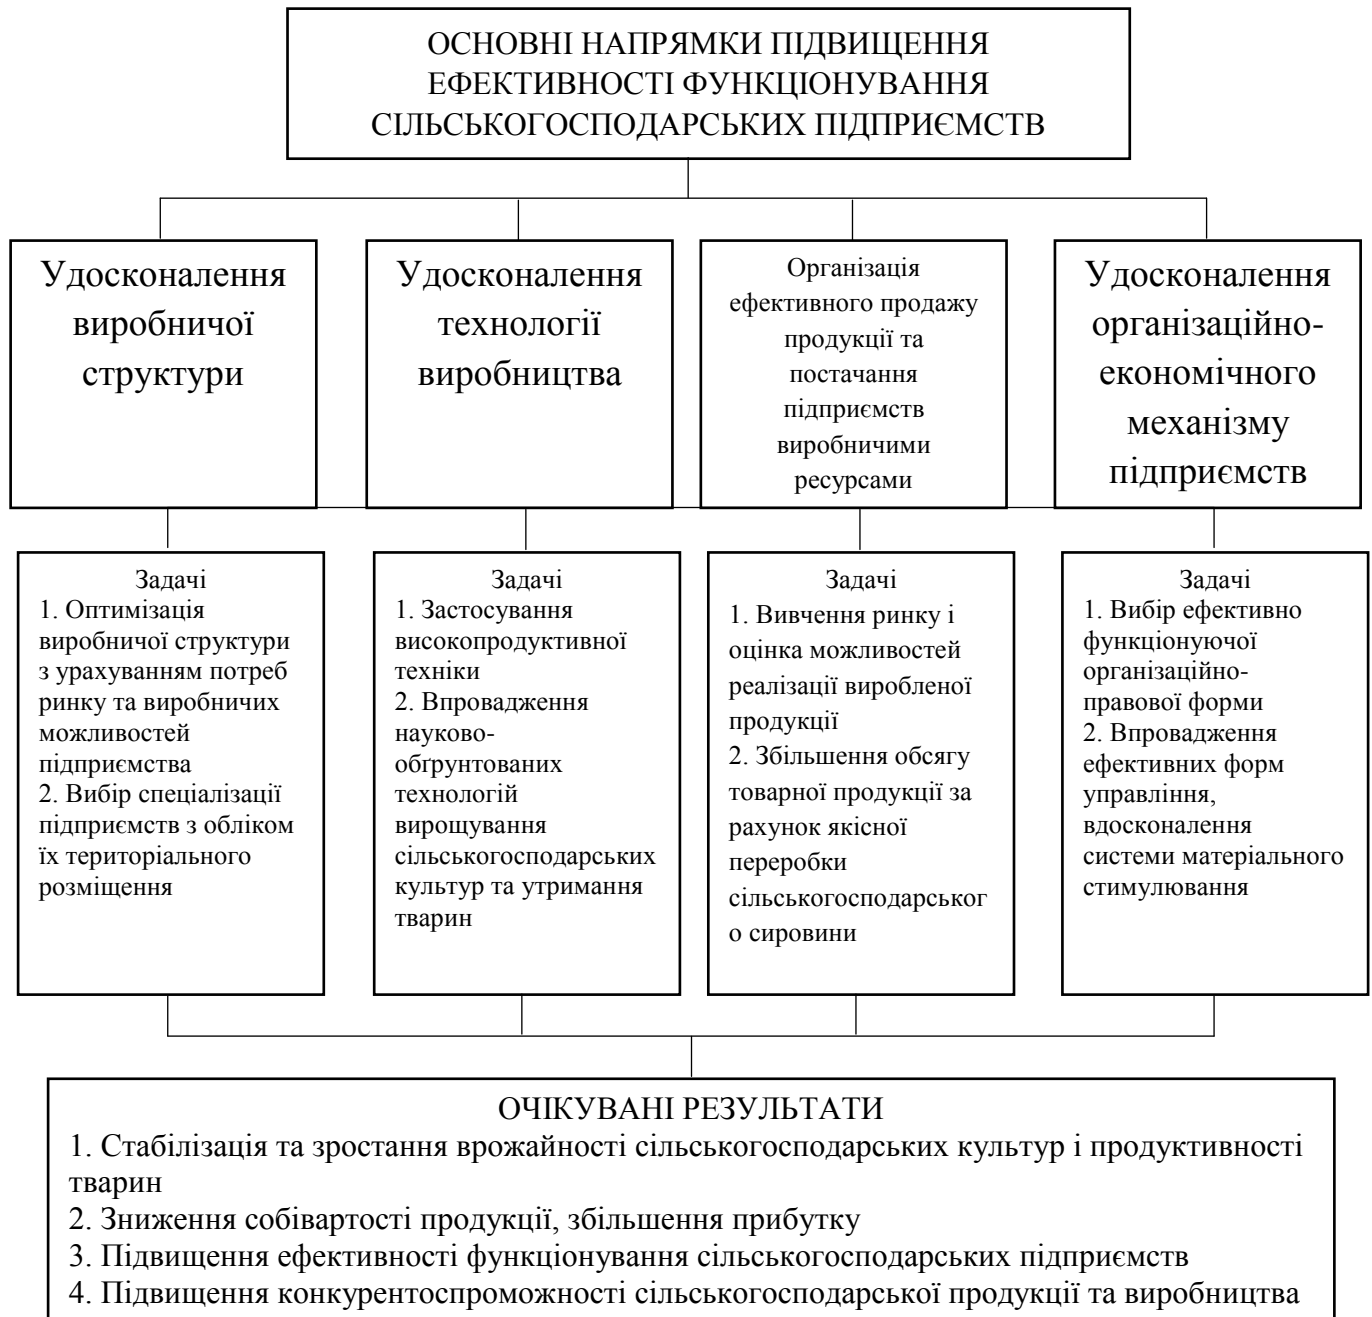 ОСНОВНІ НАПРЯМКИ ПІДВИЩЕННЯ
ЕФЕКТИВНОСТІ ФУНКЦІОНУВАННЯ
СІЛЬСЬКОГОСПОДАРСЬКИХ ПІДПРИЄМСТВ
Удосконалення
виробничої
структури
Удосконалення
технології
виробництва
Організація
ефективного продажу
продукції та
постачання
підприємств
виробничими
ресурсами
Удосконалення
організаційно-
економічного
механізму
підприємств
Задачі
1. Оптимізація
виробничої структури
з урахуванням потреб
ринку та виробничих
можливостей
підприємства
2. Вибір спеціалізації
підприємств з обліком
їх територіального
розміщення
Задачі
1. Застосування
високопродуктивної
техніки
2. Впровадження
науково-
обґрунтованих
технологій
вирощування
сільськогосподарських
культур та утримання
тварин
Задачі
1. Вивчення ринку і
оцінка можливостей
реалізації виробленої
продукції
2. Збільшення обсягу
товарної продукції за
рахунок якісної
переробки
сільськогосподарськог
о сировини
Задачі
1. Вибір ефективно
функціонуючої
організаційно-
правової форми
2. Впровадження
ефективних форм
управління,
вдосконалення
системи матеріального
стимулювання
ОЧІКУВАНІ РЕЗУЛЬТАТИ
1. Стабілізація та зростання врожайності сільськогосподарських культур і продуктивності
тварин
2. Зниження собівартості продукції, збільшення прибутку
3. Підвищення ефективності функціонування сільськогосподарських підприємств
4. Підвищення конкурентоспроможності сільськогосподарської продукції та виробництва